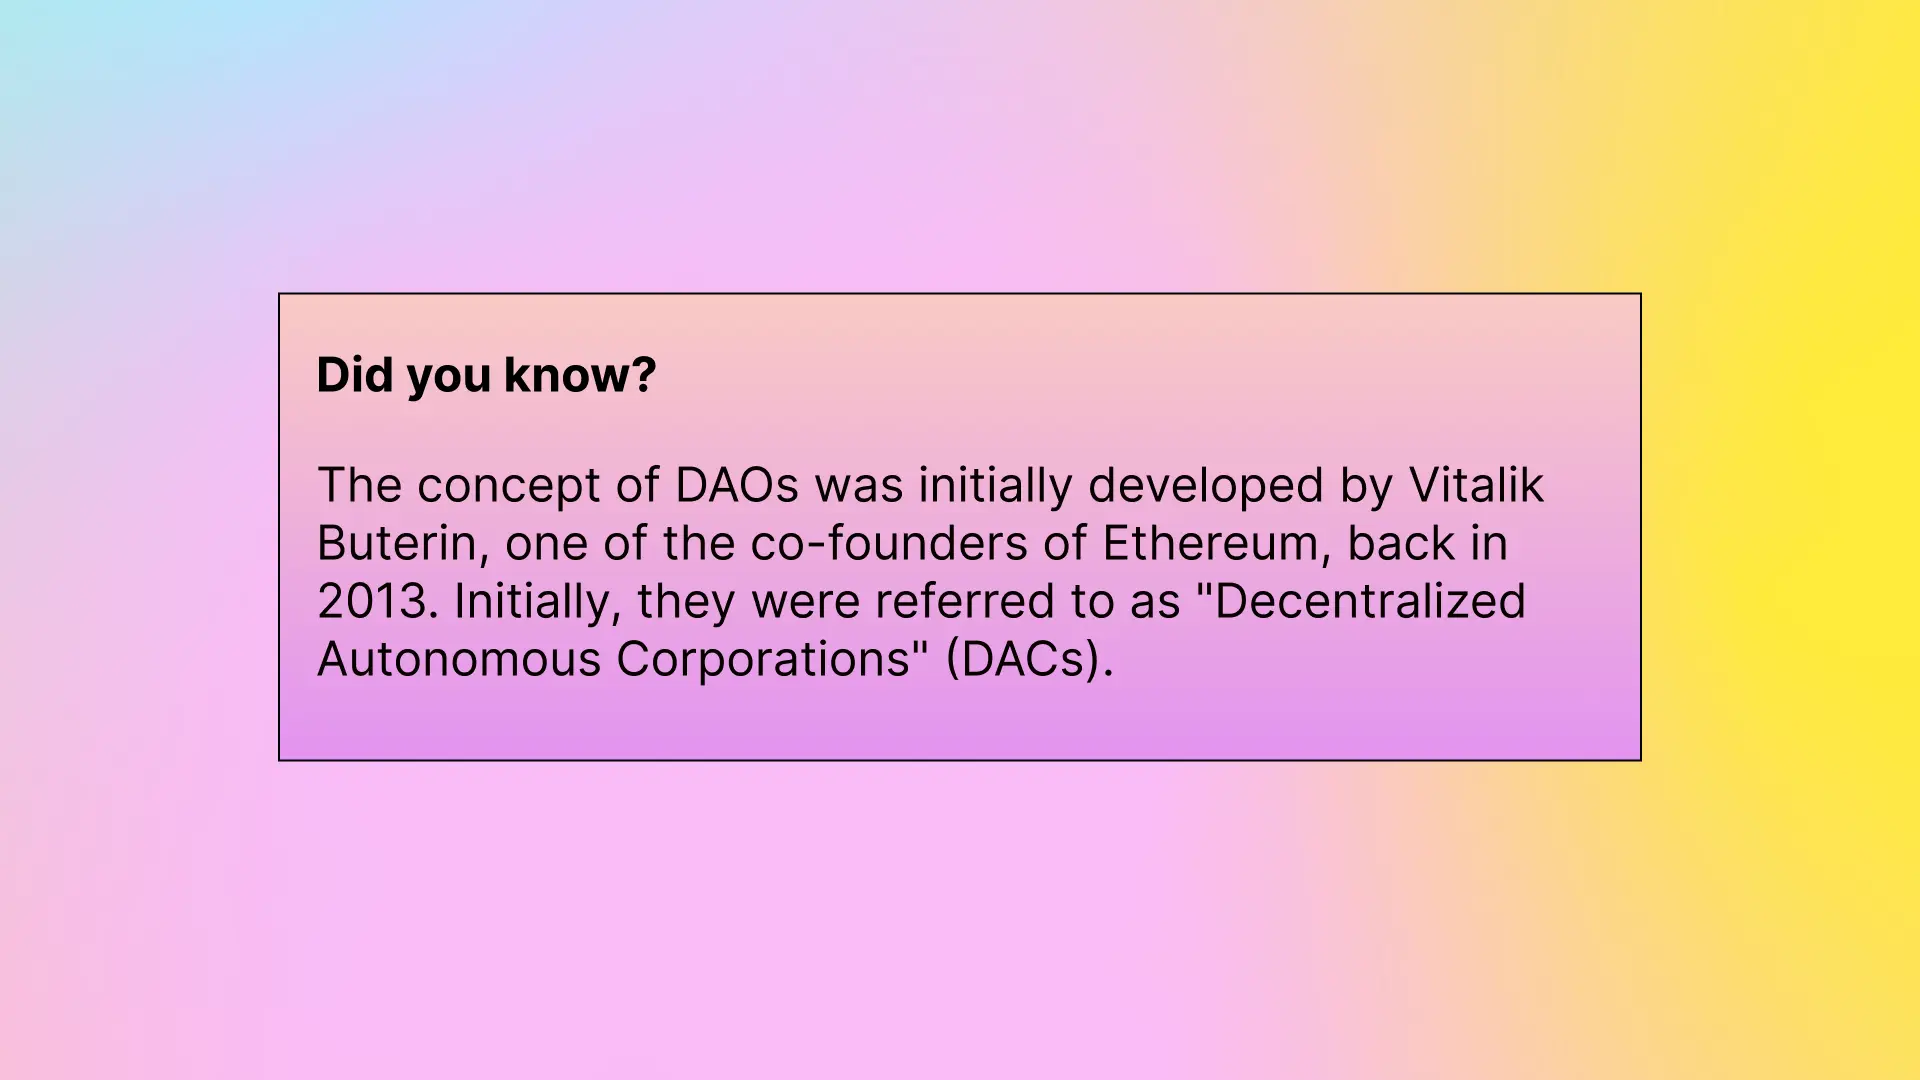 Did you know?
The concept of DAOs was initially developed by Vitalik
Buterin, one of the co-founders of Ethereum, back in
2013. Initially, they were referred to as "Decentralized
Autonomous Corporations" (DACs).